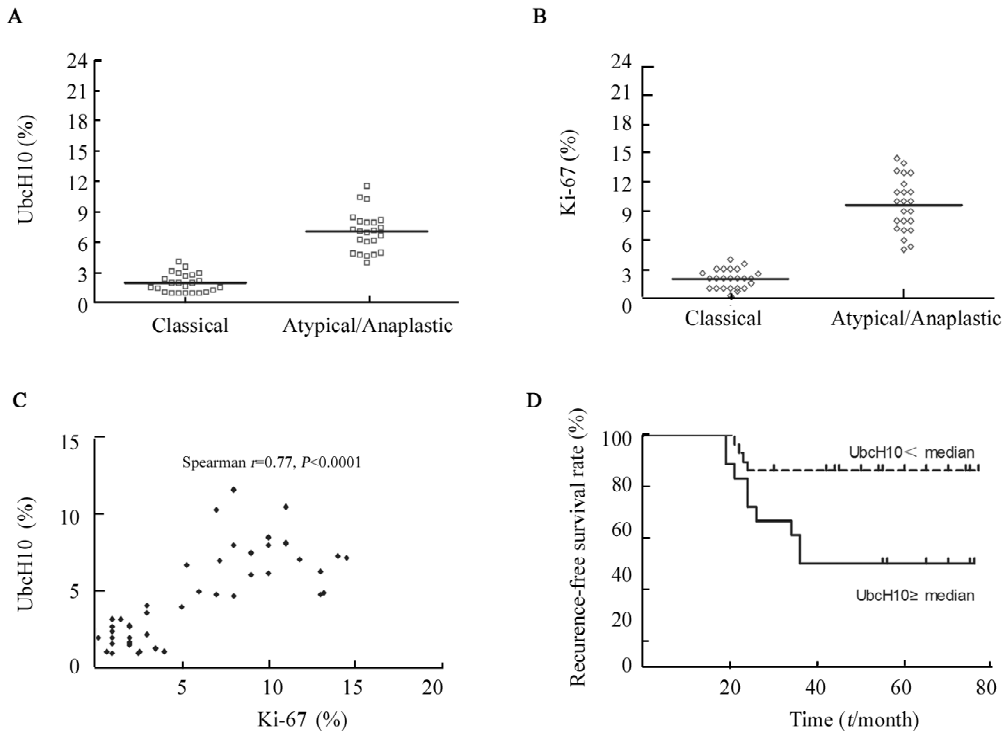 A
UbcH10 (%)
24
21
18
15
12
9
6
3
0
Classical
Atypical/Anaplastic
B
Ki-67 (%)
24
21
18
15
12
9
6
3
0
Classical
Atypical/Anaplastic
C
UbcH10 (%)
15
10
5
0
Spearman r=0.77, P<0.0001
5
10
15
20
Ki-67 (%)
D
Recurence-free survival rate (%)
100
80
60
40
20
0
UbcH10< median
UbcH10≥ median
20
40
60
80
Time (t/month)